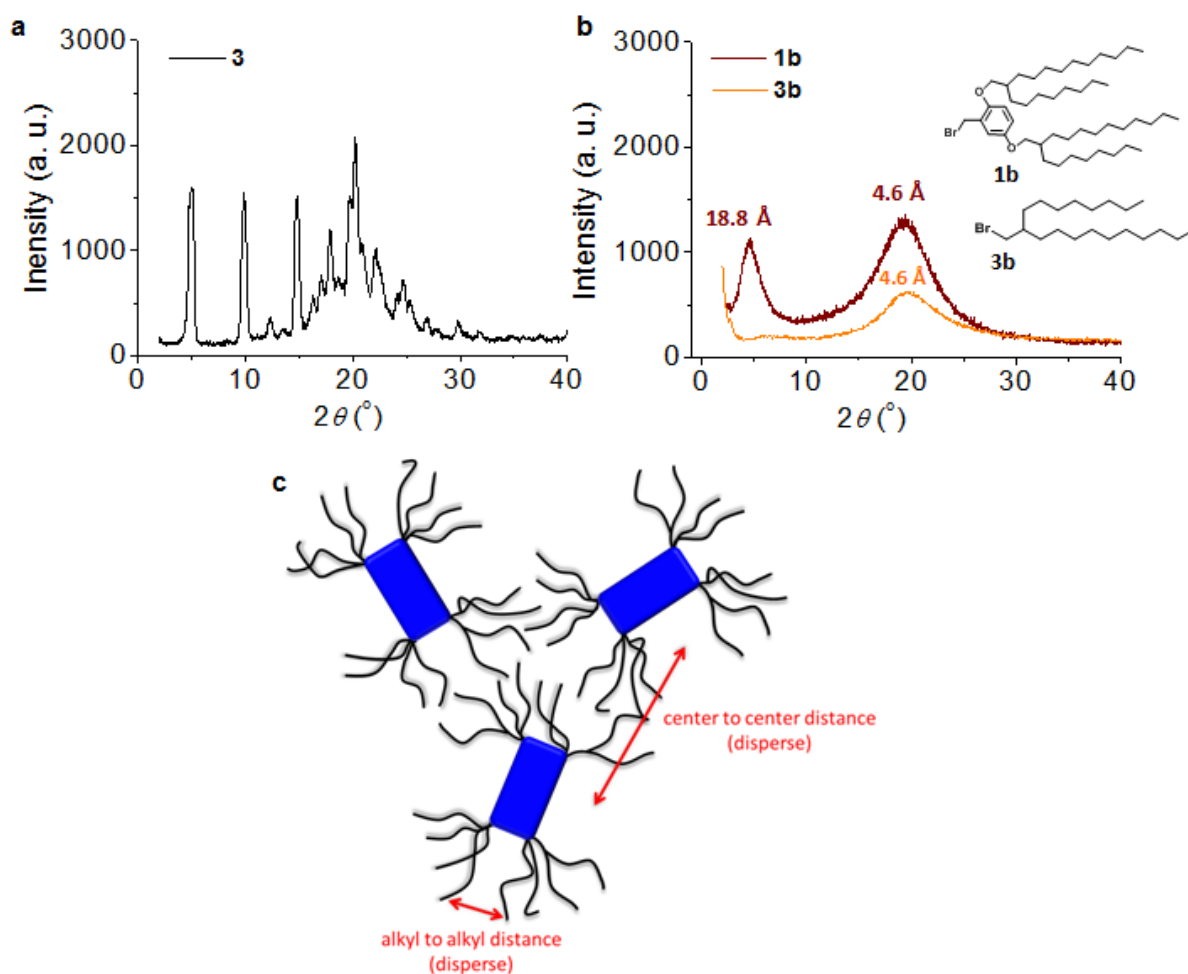 a
3
3000
2000
1000
0
Inensity (a. u.)
0 10 20 30 40
2θ (°)
b
1b
3b
3000
2000
1000
0
Intensity (a. u.)
18.8 Å
4.6 Å
4.6 Å
0 10 20 30 40
2θ (°)
O
Br
O
1b
Br
3b
c
center to center distance
(disperse)
alkyl to alkyl distance
(disperse)